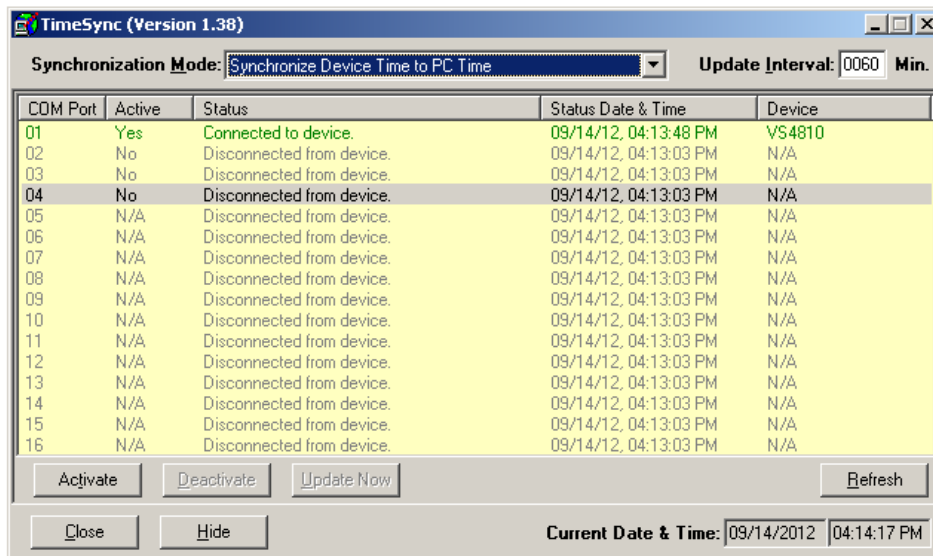 TimeSync (Version 1.38)
Synchronization Mode: Synchronize Device Time to PC Time Update Interval: 0060 Min.
COM Port Active Status Status Date & Time Device
01 Yes Connected to device. 09/14/12, 04:13:48 PM VS4810
02 No Disconnected from device. 09/14/12, 04:13:03 PM N/A
03 No Disconnected from device. 09/14/12, 04:13:03 PM N/A
04 No Disconnected from device. 09/14/12, 04:13:03 PM N/A
05 N/A Disconnected from device. 09/14/12, 04:13:03 PM N/A
06 N/A Disconnected from device. 09/14/12, 04:13:03 PM N/A
07 N/A Disconnected from device. 09/14/12, 04:13:03 PM N/A
08 N/A Disconnected from device. 09/14/12, 04:13:03 PM N/A
09 N/A Disconnected from device. 09/14/12, 04:13:03 PM N/A
10 N/A Disconnected from device. 09/14/12, 04:13:03 PM N/A
11 N/A Disconnected from device. 09/14/12, 04:13:03 PM N/A
12 N/A Disconnected from device. 09/14/12, 04:13:03 PM N/A
13 N/A Disconnected from device. 09/14/12, 04:13:03 PM N/A
14 N/A Disconnected from device. 09/14/12, 04:13:03 PM N/A
15 N/A Disconnected from device. 09/14/12, 04:13:03 PM N/A
16 N/A Disconnected from device. 09/14/12, 04:13:03 PM N/A
Activate Deactivate Update Now Refresh
Close Hide Current Date & Time: 09/14/2012 04:14:17 PM